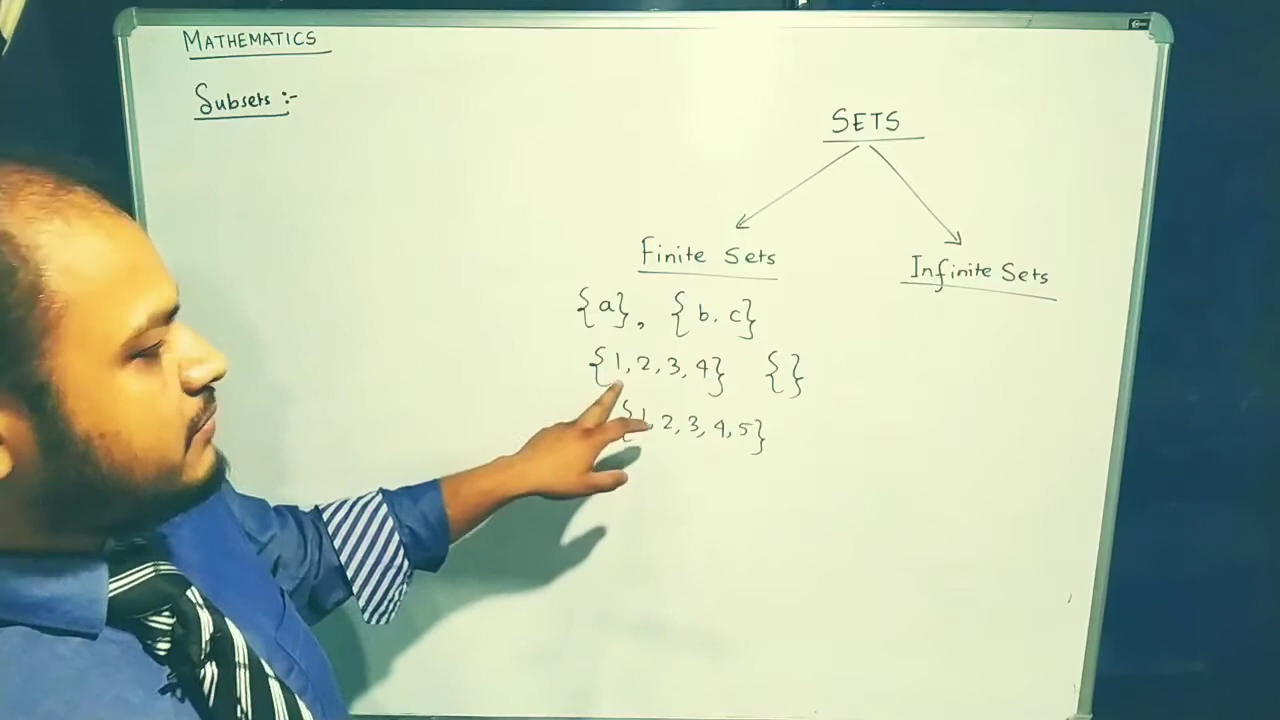 MATHEMATICS
Subsets :-
SETS
Finite Sets
Infinite Sets
{a}, {b, c}
{1, 2, 3, 4} {}
{1, 2, 3, 4, 5}